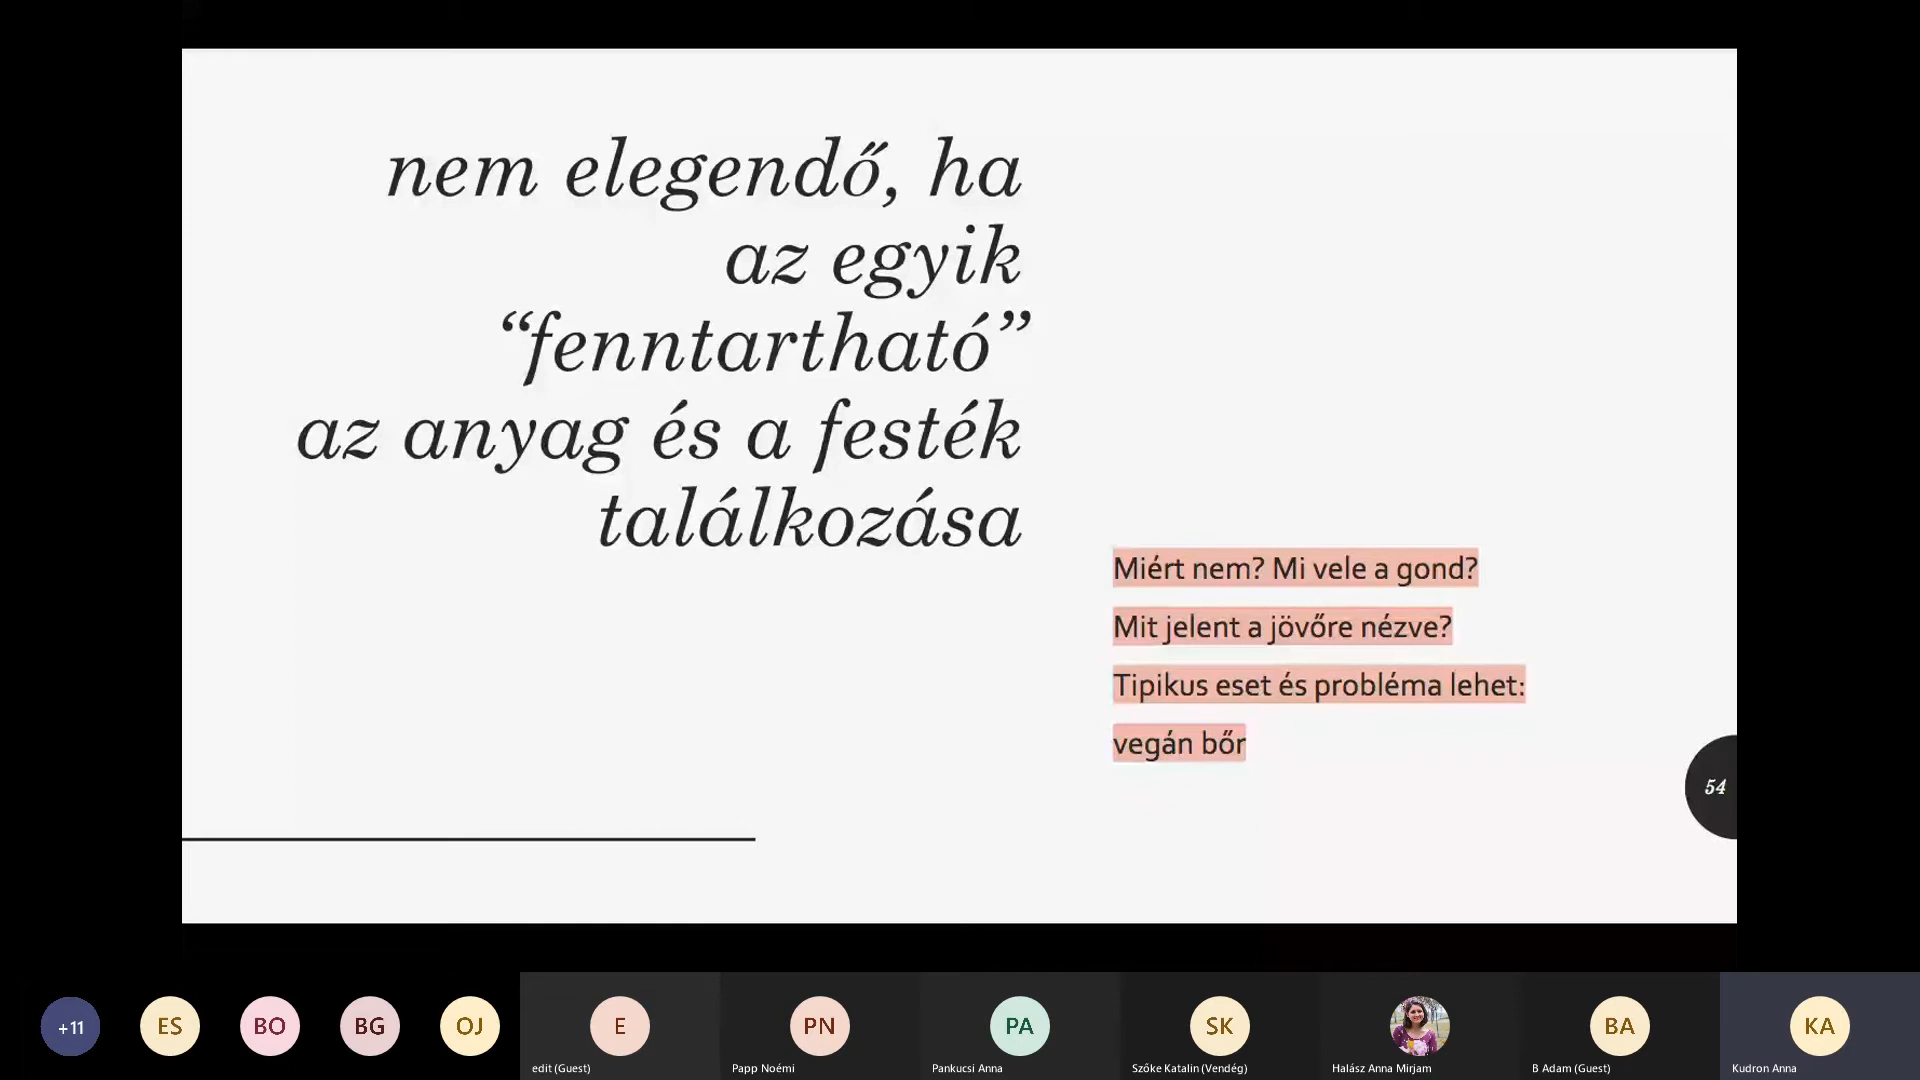 nem elegendő, ha
az egyik
“fenntartható”
az anyag és a festék
találkozása
Miért nem? Mi vele a gond?
Mit jelent a jövőre nézve?
Tipikus eset és probléma lehet:
vegán bőr
54
+11
ES
BO
BG
OJ
E
edit (Guest)
PN
Papp Noémi
PA
Pankucsi Anna
SK
Szőke Katalin (Vendég)
Halász Anna Mirjam
BA
B Adam (Guest)
KA
Kudron Anna